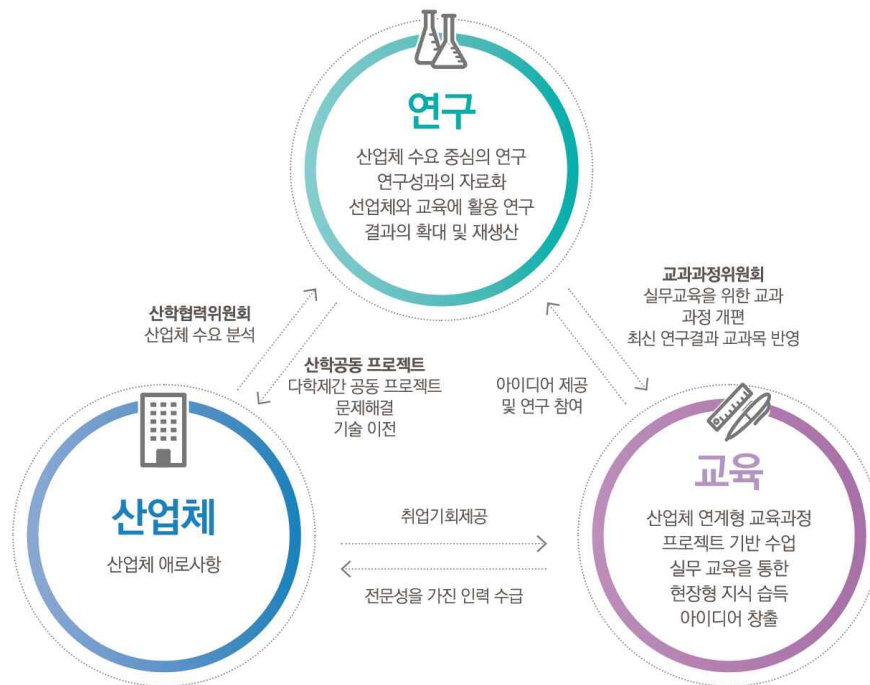 연구
산업체 수요 중심의 연구
연구성과의 자료화
선업체와 교육에 활용 연구
결과의 확대 및 재생산
산학협력위원회
산업체 수요 분석
산학공동 프로젝트
다학제간 공동 프로젝트
문제해결
기술 이전
교과과정위원회
실무교육을 위한 교과
과정 개편
최신 연구결과 교과목 반영
아이디어 제공
및 연구 참여
산업체
산업체 애로사항
취업기회제공
전문성을 가진 인력 수급
교육
산업체 연계형 교육과정
프로젝트 기반 수업
실무 교육을 통한
현장형 지식 습득
아이디어 창출